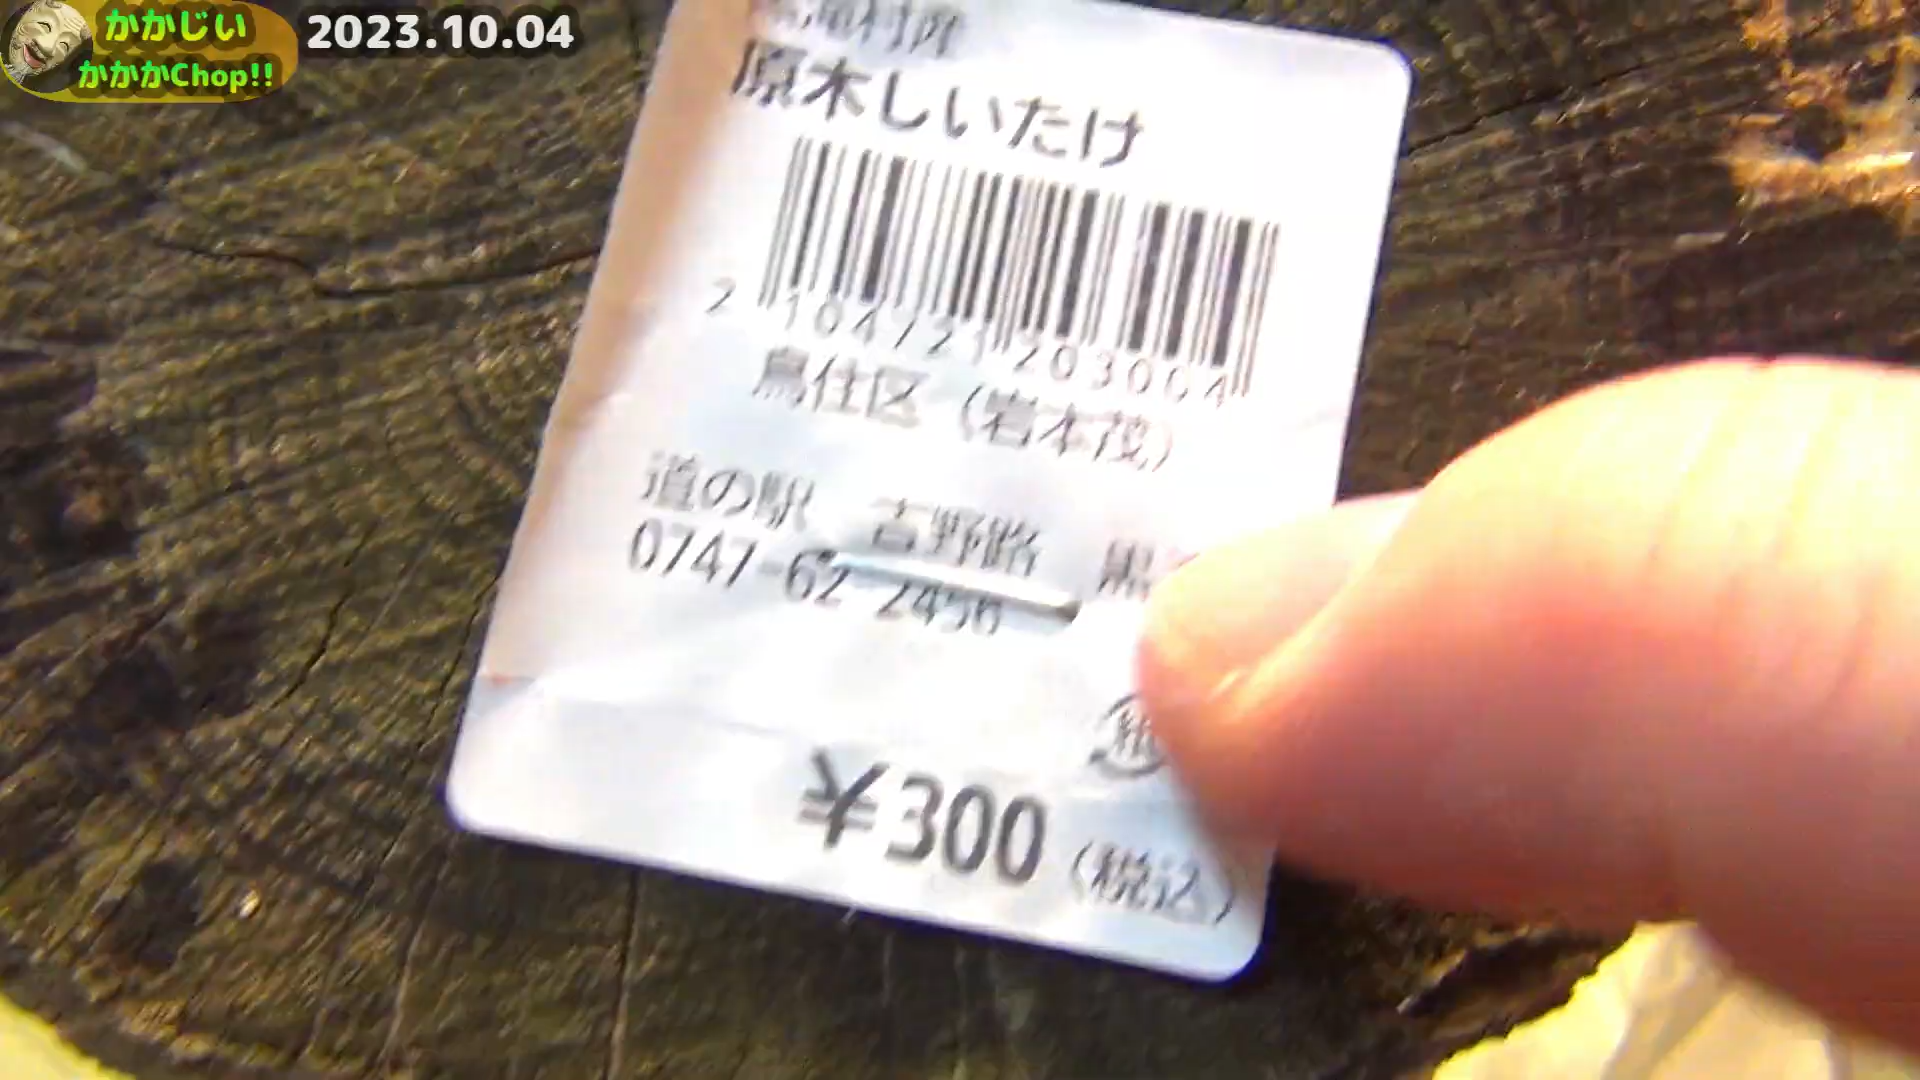 かかじい
かかかChop!!
2023.10.04
原木しいたけ
2 104721 203004
鳥住区（岩本茂）
道の駅 吉野路 黒
0747-62-2456
¥300（税込）